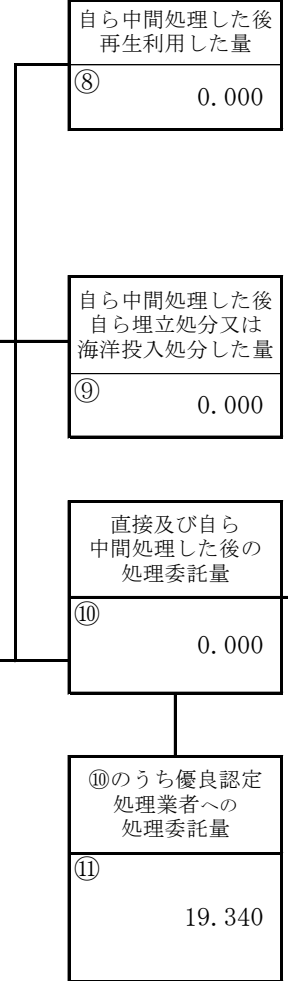 自ら中間処理した後
再生利用した量
⑧
0.000
自ら中間処理した後
自ら埋立処分又は
海洋投入処分した量
⑨
0.000
直接及び自ら
中間処理した後の
処理委託量
⑩
0.000
⑩のうち優良認定
処理業者への
処理委託量
⑪
19.340